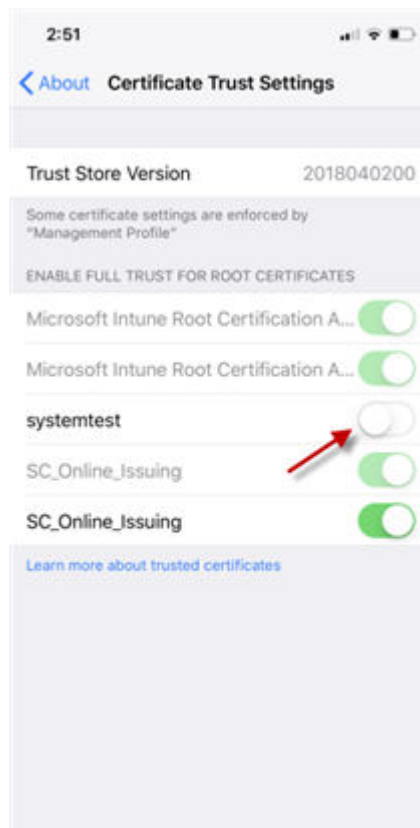 2:51
About Certificate Trust Settings
Trust Store Version 2018040200
Some certificate settings are enforced by
"Management Profile"
ENABLE FULL TRUST FOR ROOT CERTIFICATES
Microsoft Intune Root Certification A...
Microsoft Intune Root Certification A...
systemtest
SC_Online_Issuing
SC_Online_Issuing
Learn more about trusted certificates